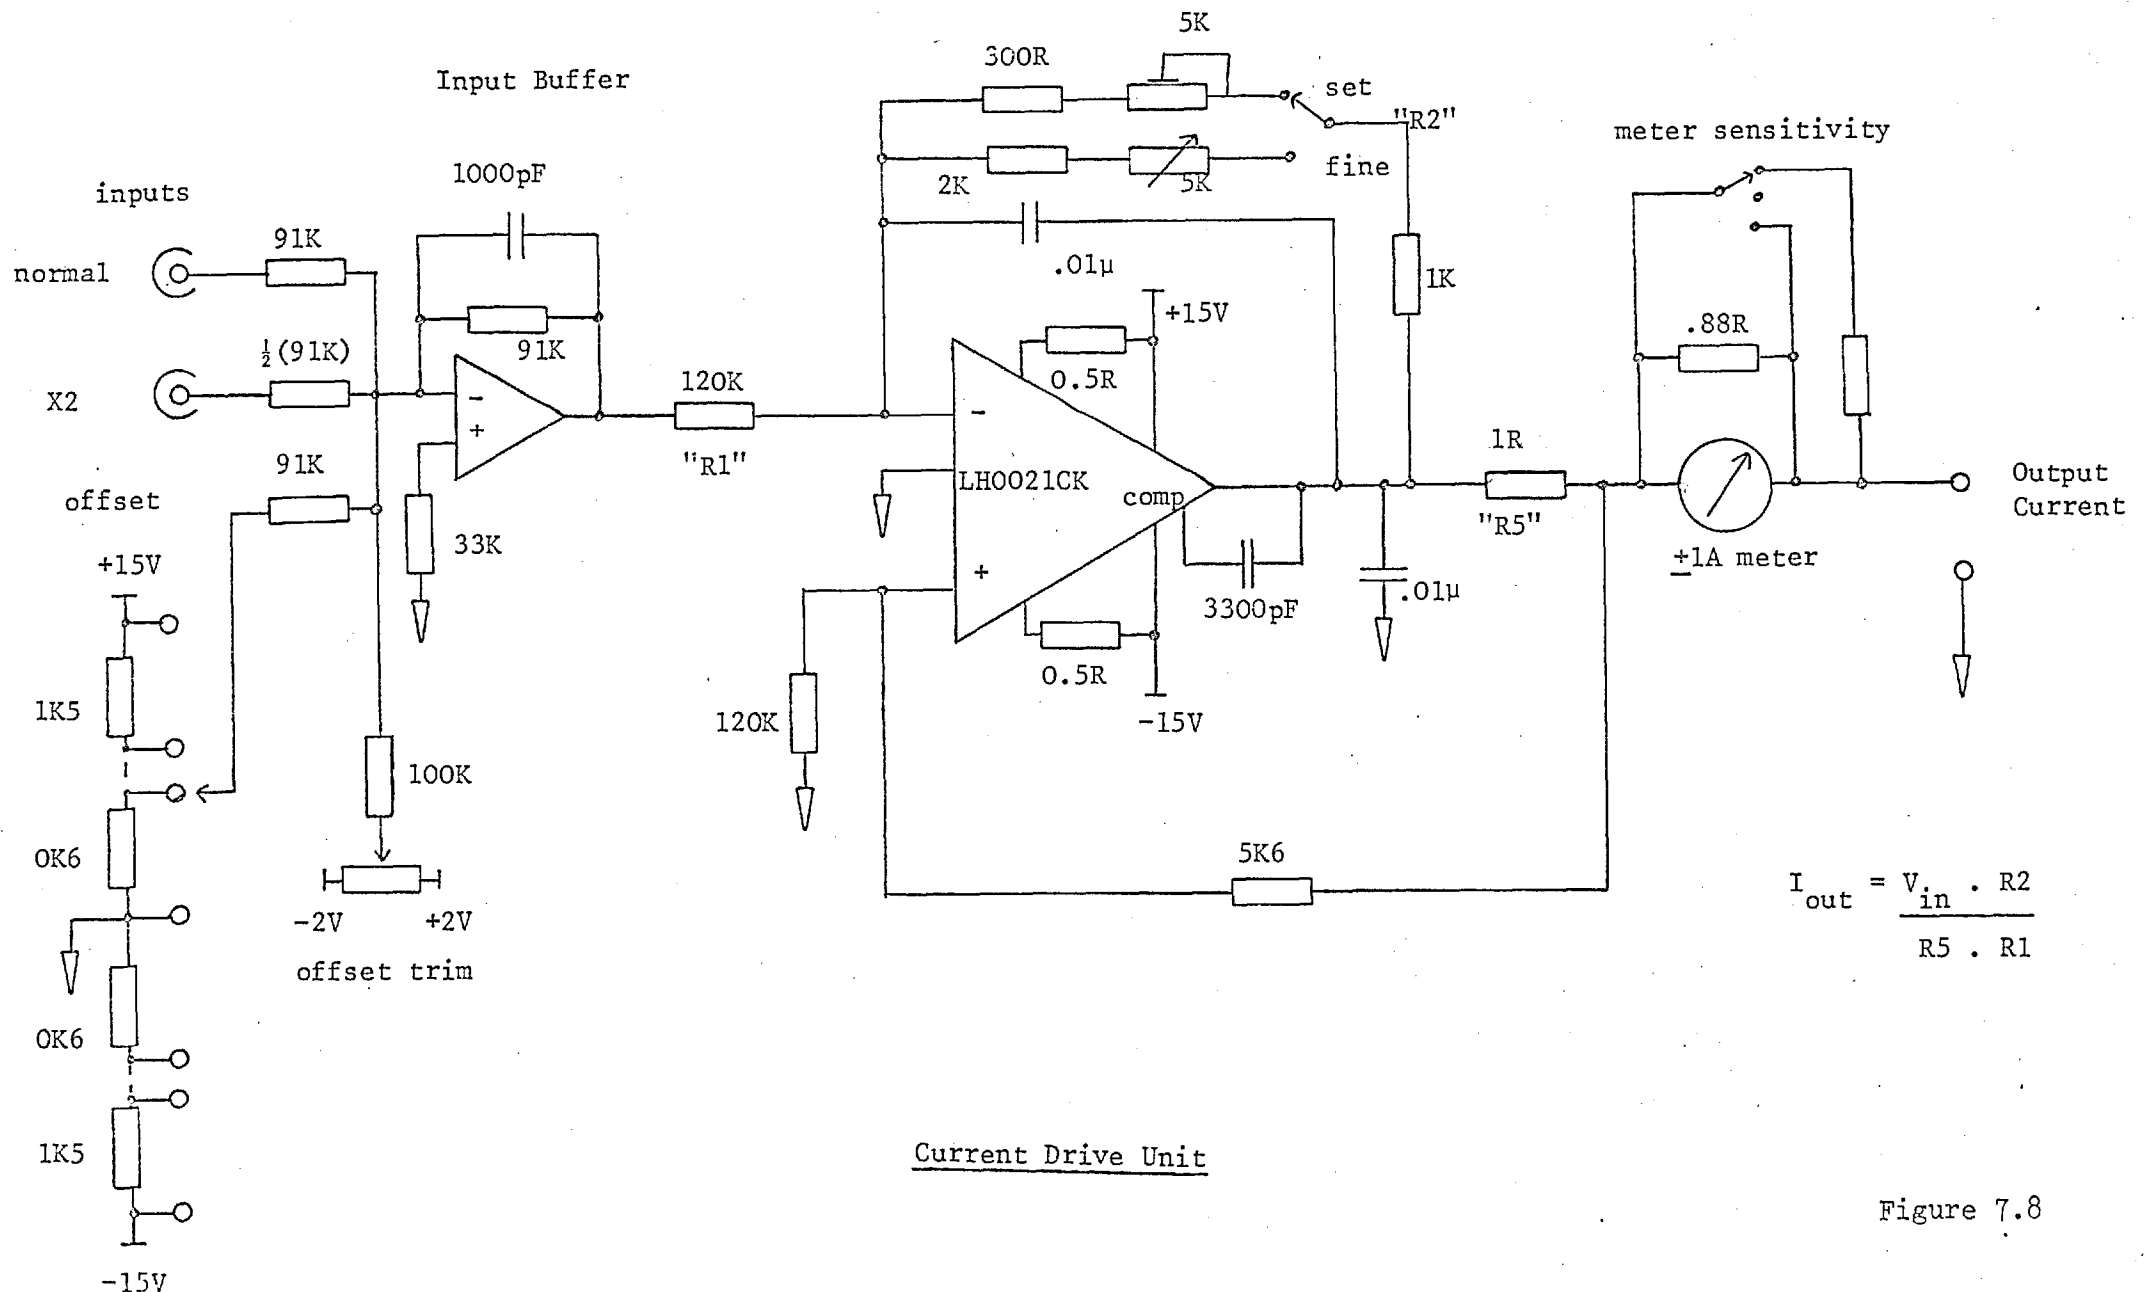 Input Buffer
inputs
normal
91K
X2
½(91K)
offset
91K
+15V
1K5
OK6
OK6
1K5
-15V
1000pF
91K
-
+
33K
100K
-2V
+2V
offset trim
120K
"R1"
300R
5K
set
"R2"
2K
5K
fine
.01µ
1K
+15V
0.5R
-
LH0021CK
comp
+
0.5R
-15V
3300pF
.01µ
120K
5K6
1R
"R5"
meter sensitivity
.88R
±1A meter
Output
Current
I out = Vin . R2
R5 . R1
Current Drive Unit
Figure 7.8